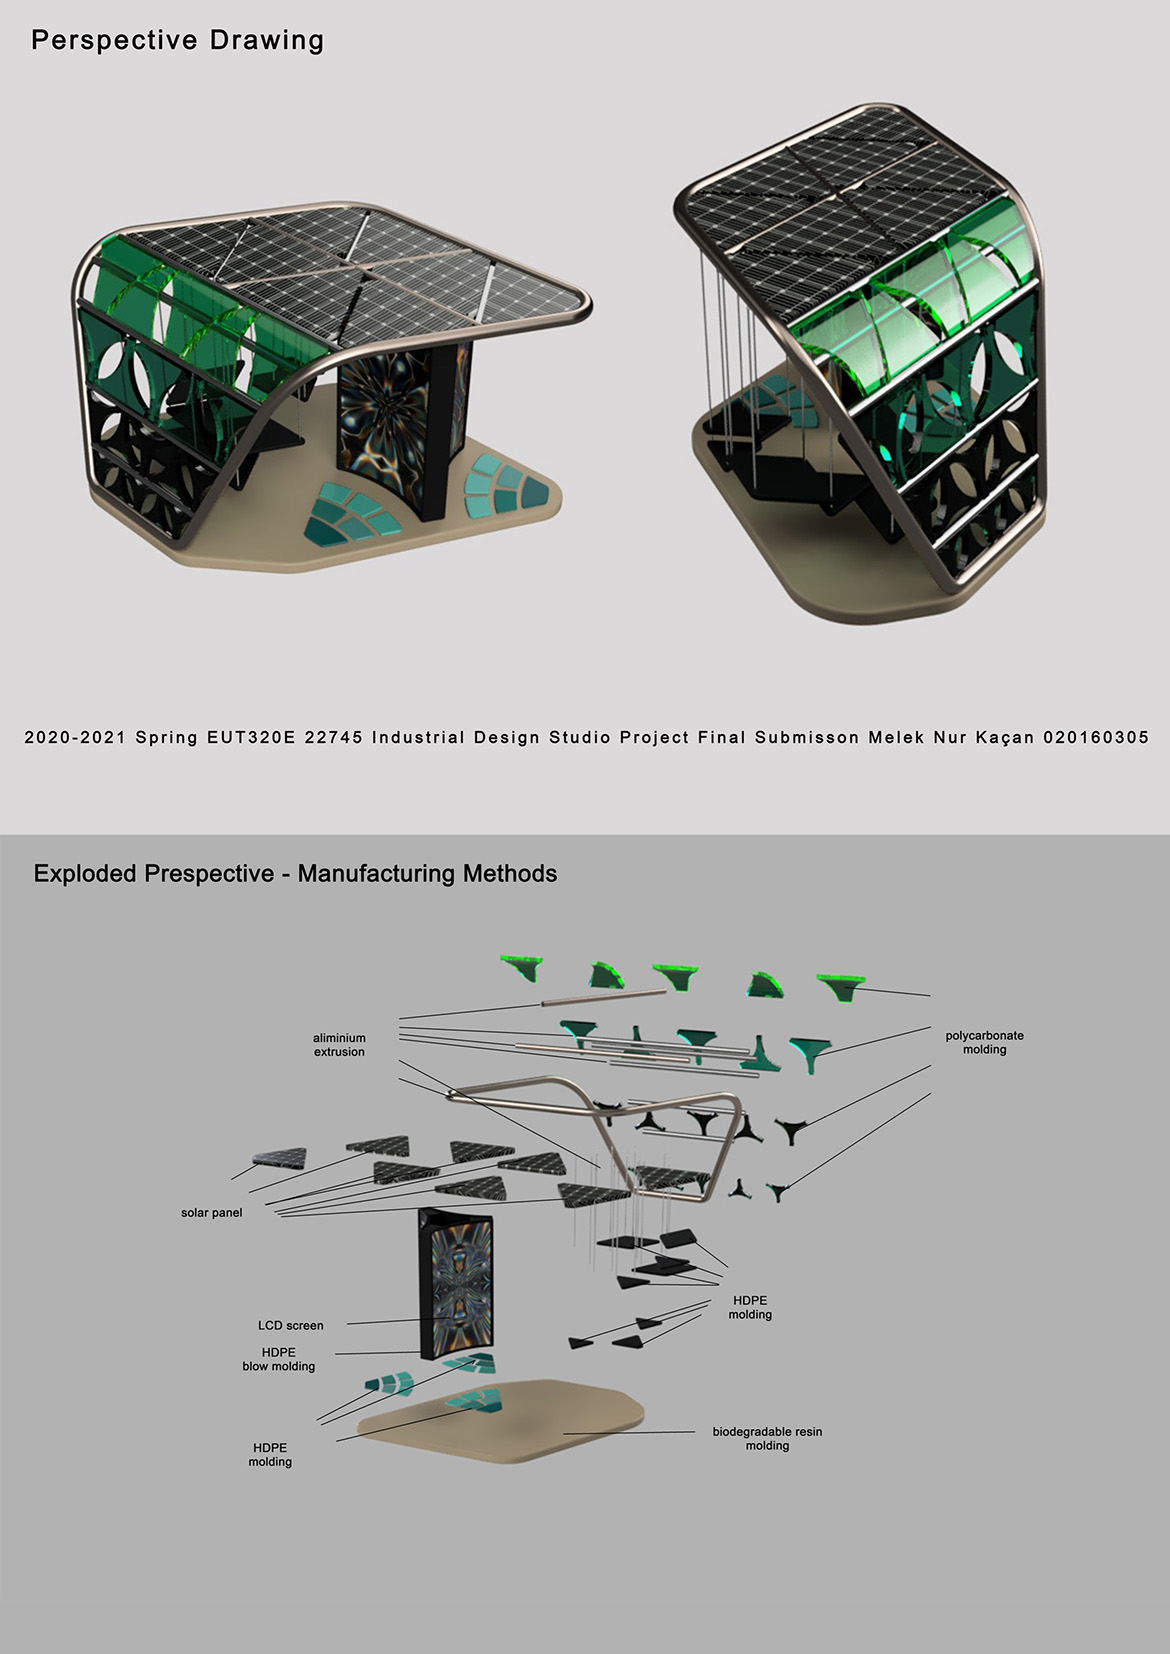 Perspective Drawing
2020-2021 Spring EUT320E 22745 Industrial Design Studio Project Final Submisson Melek Nur Kaçan 020160305
Exploded Prespective - Manufacturing Methods
aliminium
extrusion
polycarbonate
molding
solar panel
HDPE
molding
LCD screen
HDPE
blow molding
HDPE
molding
biodegradable resin
molding